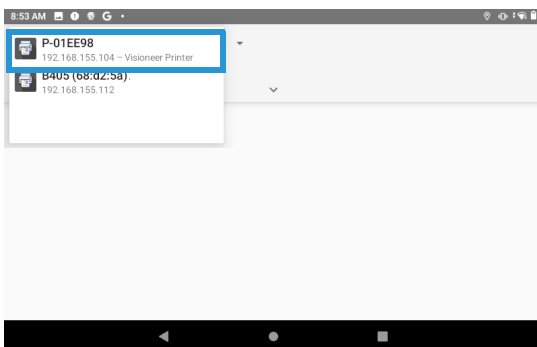 8:53 AM G
P-01EE98
192.168.155.104 – Visioneer Printer
B405 (68:d2:5a).
192.168.155.112